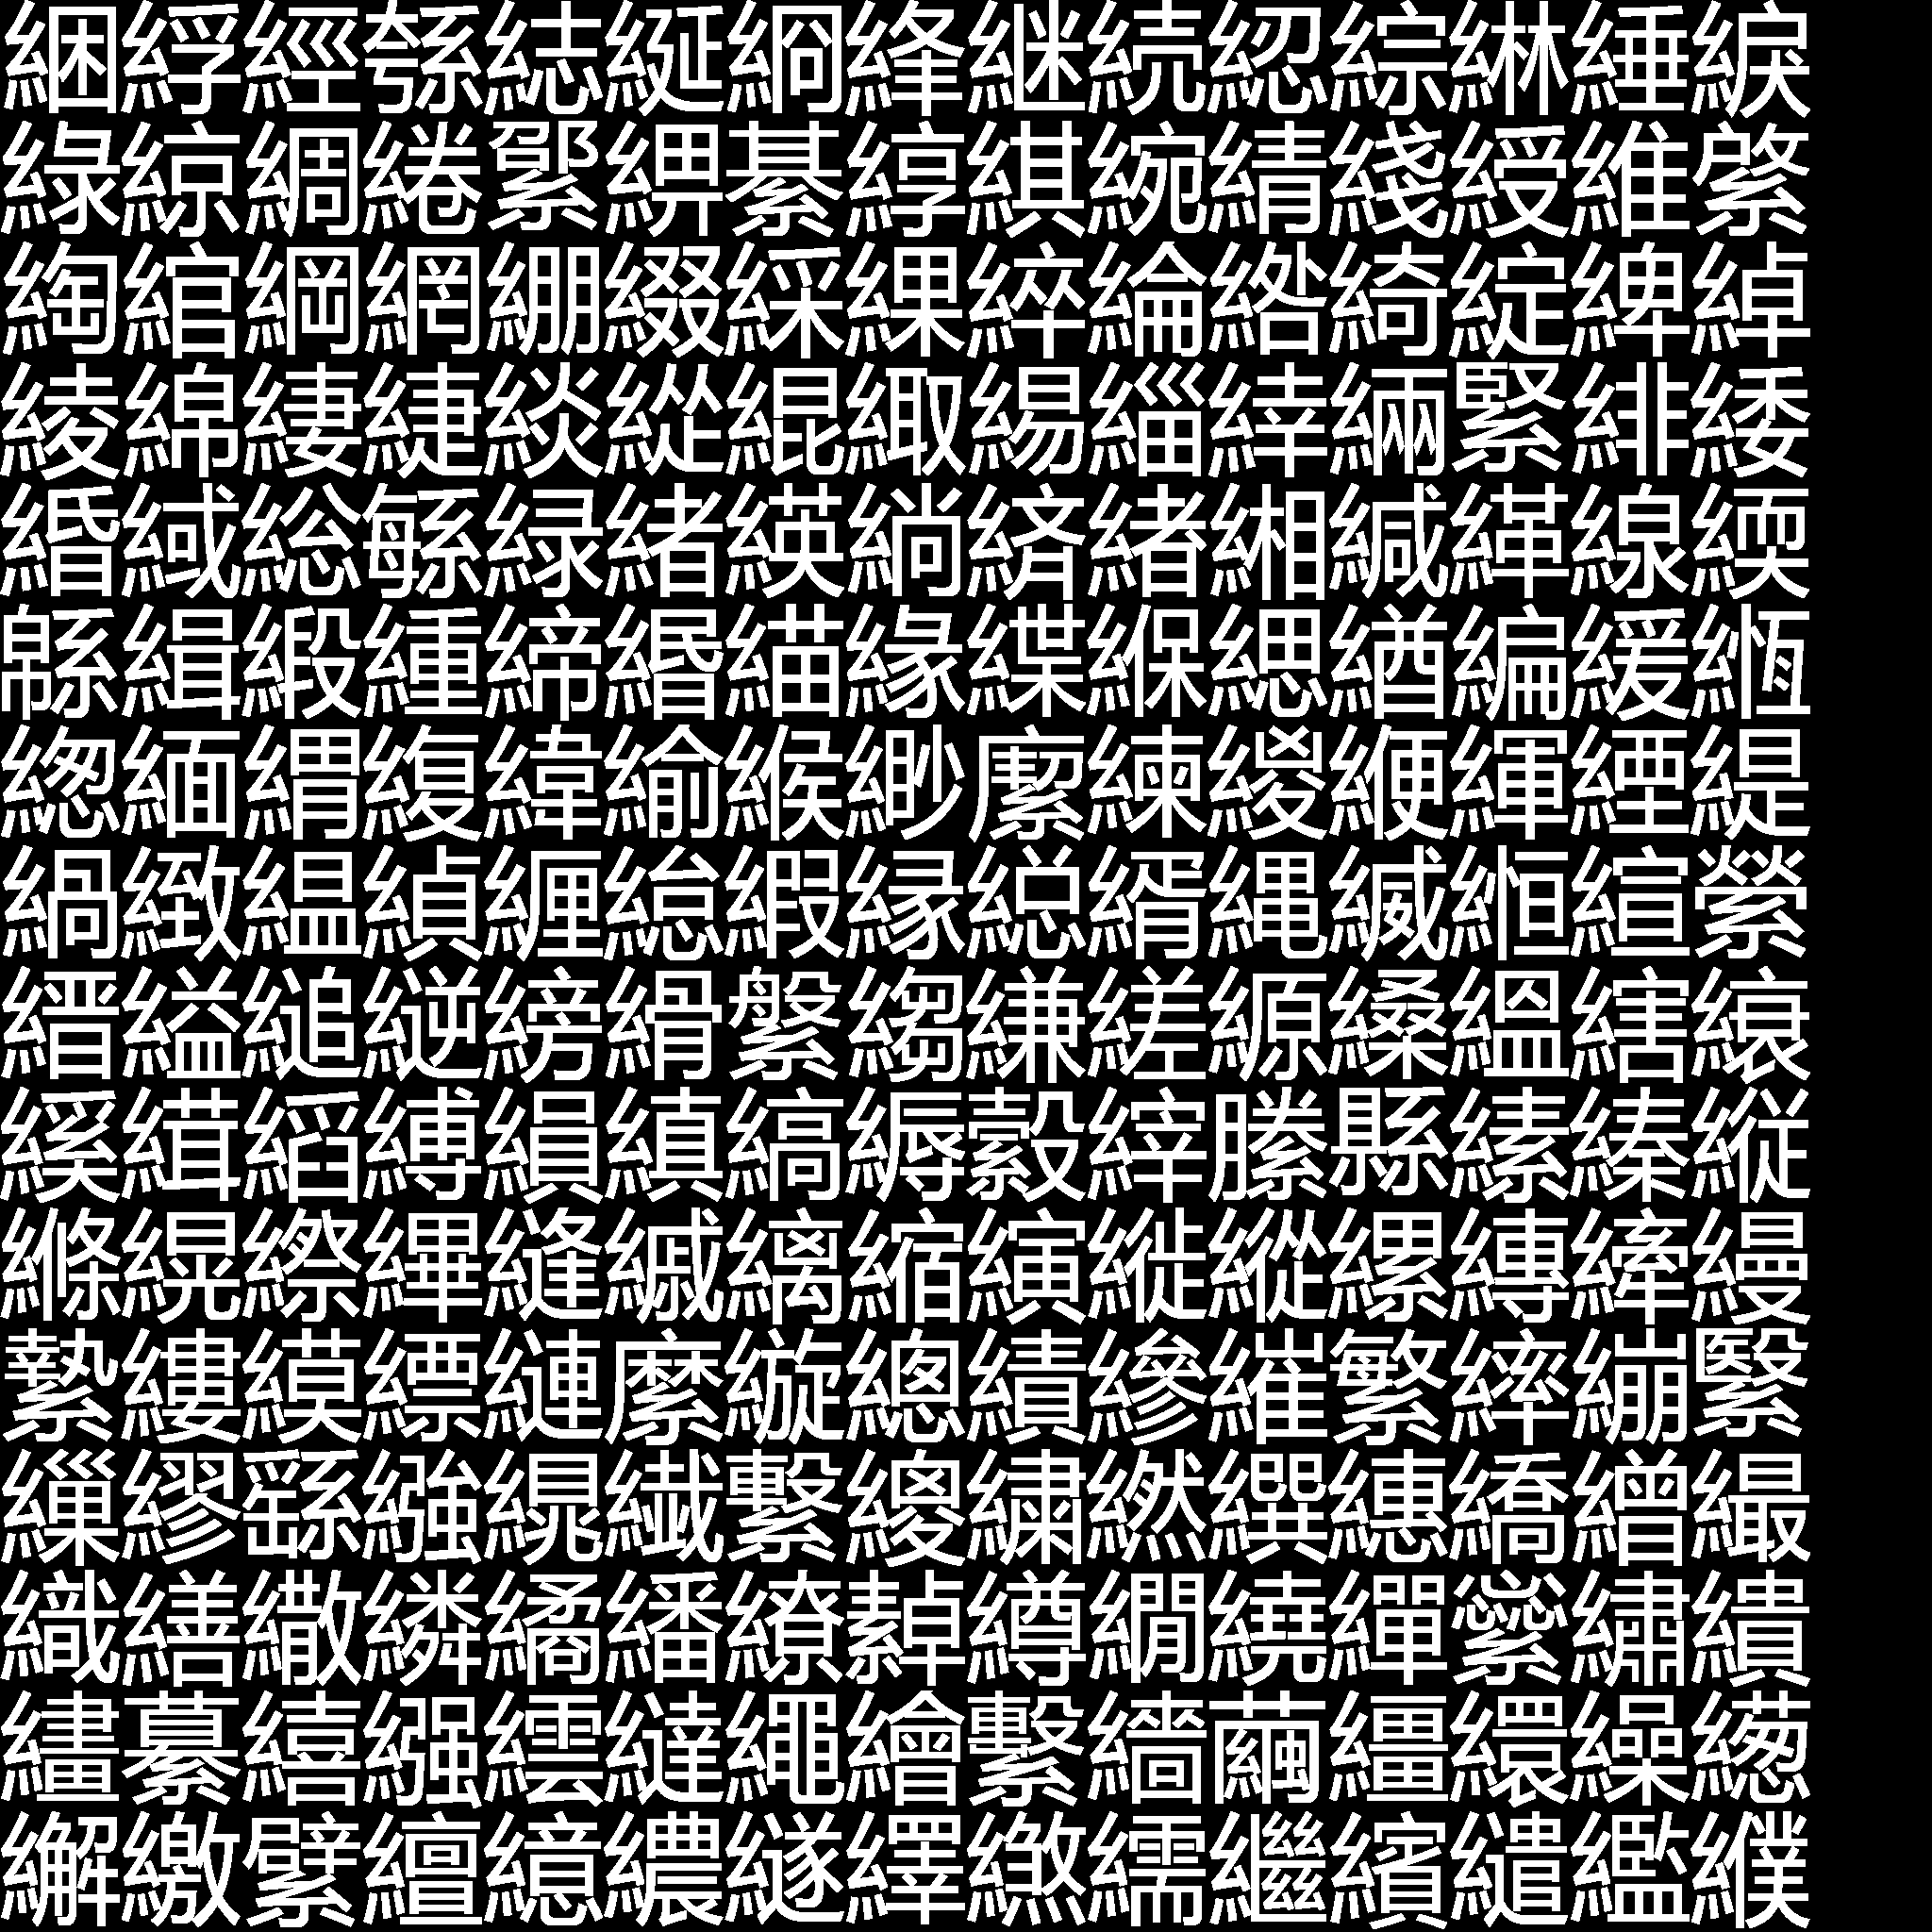 綑綒經綔綕綖綗綘継続綛綜綝綞綟
綠綡綢綣綤綥綦綧綨綩綪綫綬維綮
綯綰綱網綳綴綵綶綷綸綹綺綻綼綽
綾綿緀緁緂緃緄緅緆緇緈緉緊緋緌
緍緎総緐緑緒緓緔緕緖緗緘緙線緛
緜緝緞緟締緡緢緣緤緥緦緧編緩緪
緫緬緭緮緯緰緱緲緳練緵緶緷緸緹
緺緻緼緽緾緿縀縁縂縃縄縅縆縇縈
縉縊縋縌縍縎縏縐縑縒縓縔縕縖縗
縘縙縚縛縜縝縞縟縠縡縢縣縤縥縦
縧縨縩縪縫縬縭縮縯縰縱縲縳縴縵
縶縷縸縹縺縻縼總績縿繀繁繂繃繄
繅繆繇繈繉繊繋繌繍繎繏繐繑繒繓
織繕繖繗繘繙繚繛繜繝繞繟繠繡繢
繣繤繥繦繧繨繩繪繫繬繭繮繯繰繱
繲繳繴繵繶繷繸繹繺繻繼繽繾繿纀